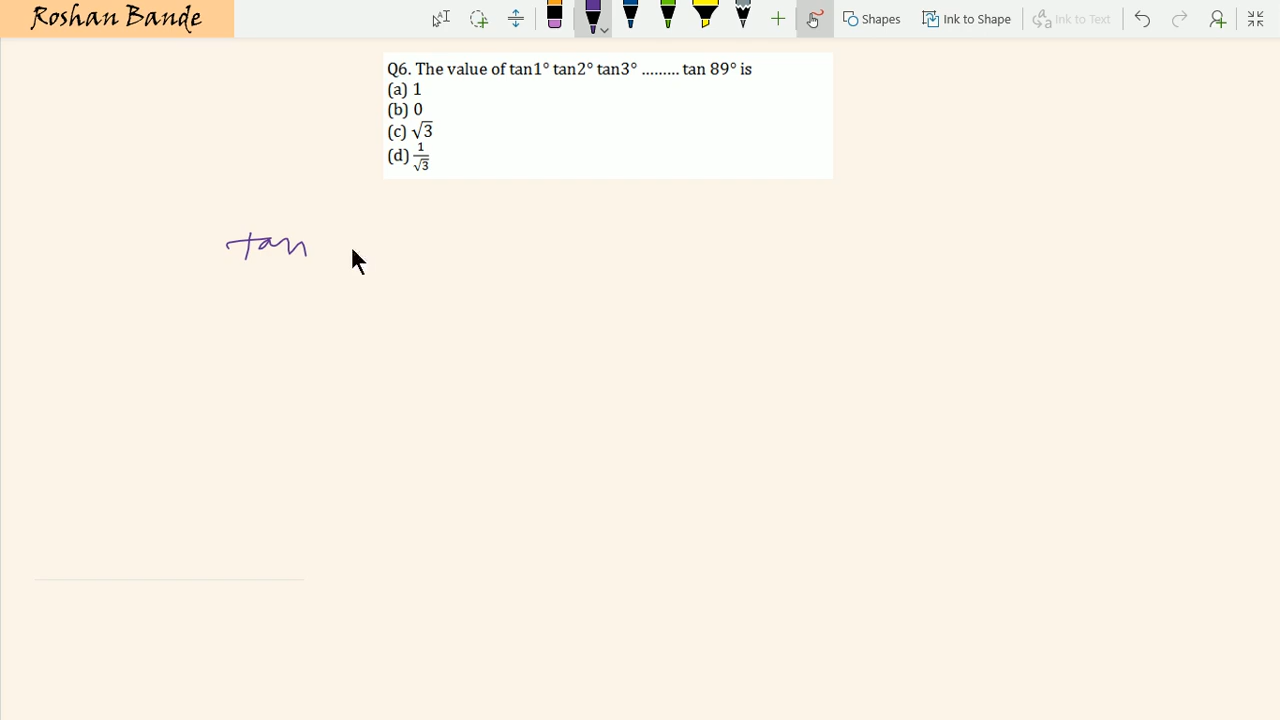 Roshan Bande
Shapes
Ink to Shape
Ink to Text
Q6. The value of tan1° tan2° tan3° ......... tan 89° is
(a) 1
(b) 0
(c) √3
(d) 1/√3
tan